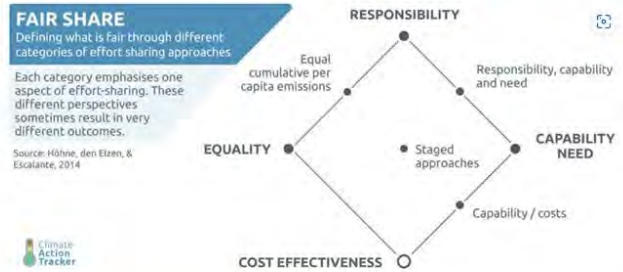 FAIR SHARE
Defining what is fair through different
categories of effort sharing approaches
Each category emphasises one
aspect of effort-sharing. These
different perspectives
sometimes result in very
different outcomes.
Source: Höhne, den Elzen, &
Escalante, 2014
RESPONSIBILITY
Equal
cumulative per
capita emissions
Responsibility, capability
and need
EQUALITY
Staged
approaches
CAPABILITY
NEED
Capability / costs
COST EFFECTIVENESS
Climate
Action
Tracker